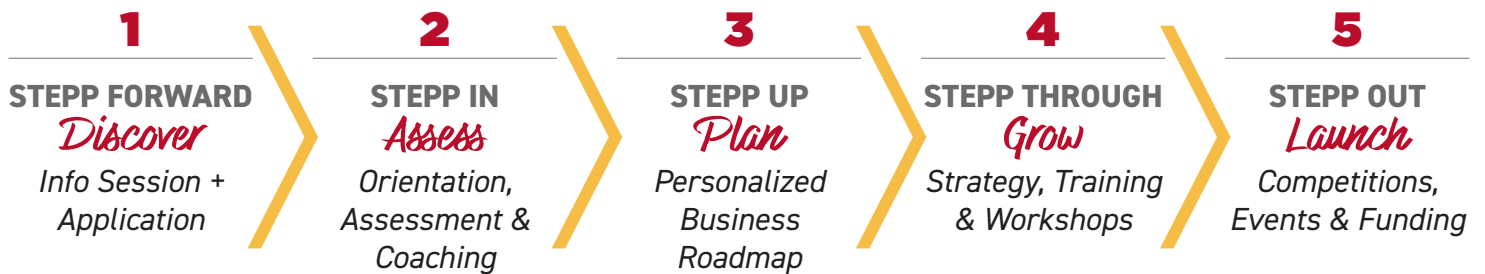 1
STEPP FORWARD
Discover
Info Session +
Application
2
STEPP IN
Assess
Orientation,
Assessment &
Coaching
3
STEPP UP
Plan
Personalized
Business
Roadmap
4
STEPP THROUGH
Grow
Strategy, Training
& Workshops
5
STEPP OUT
Launch
Competitions,
Events & Funding